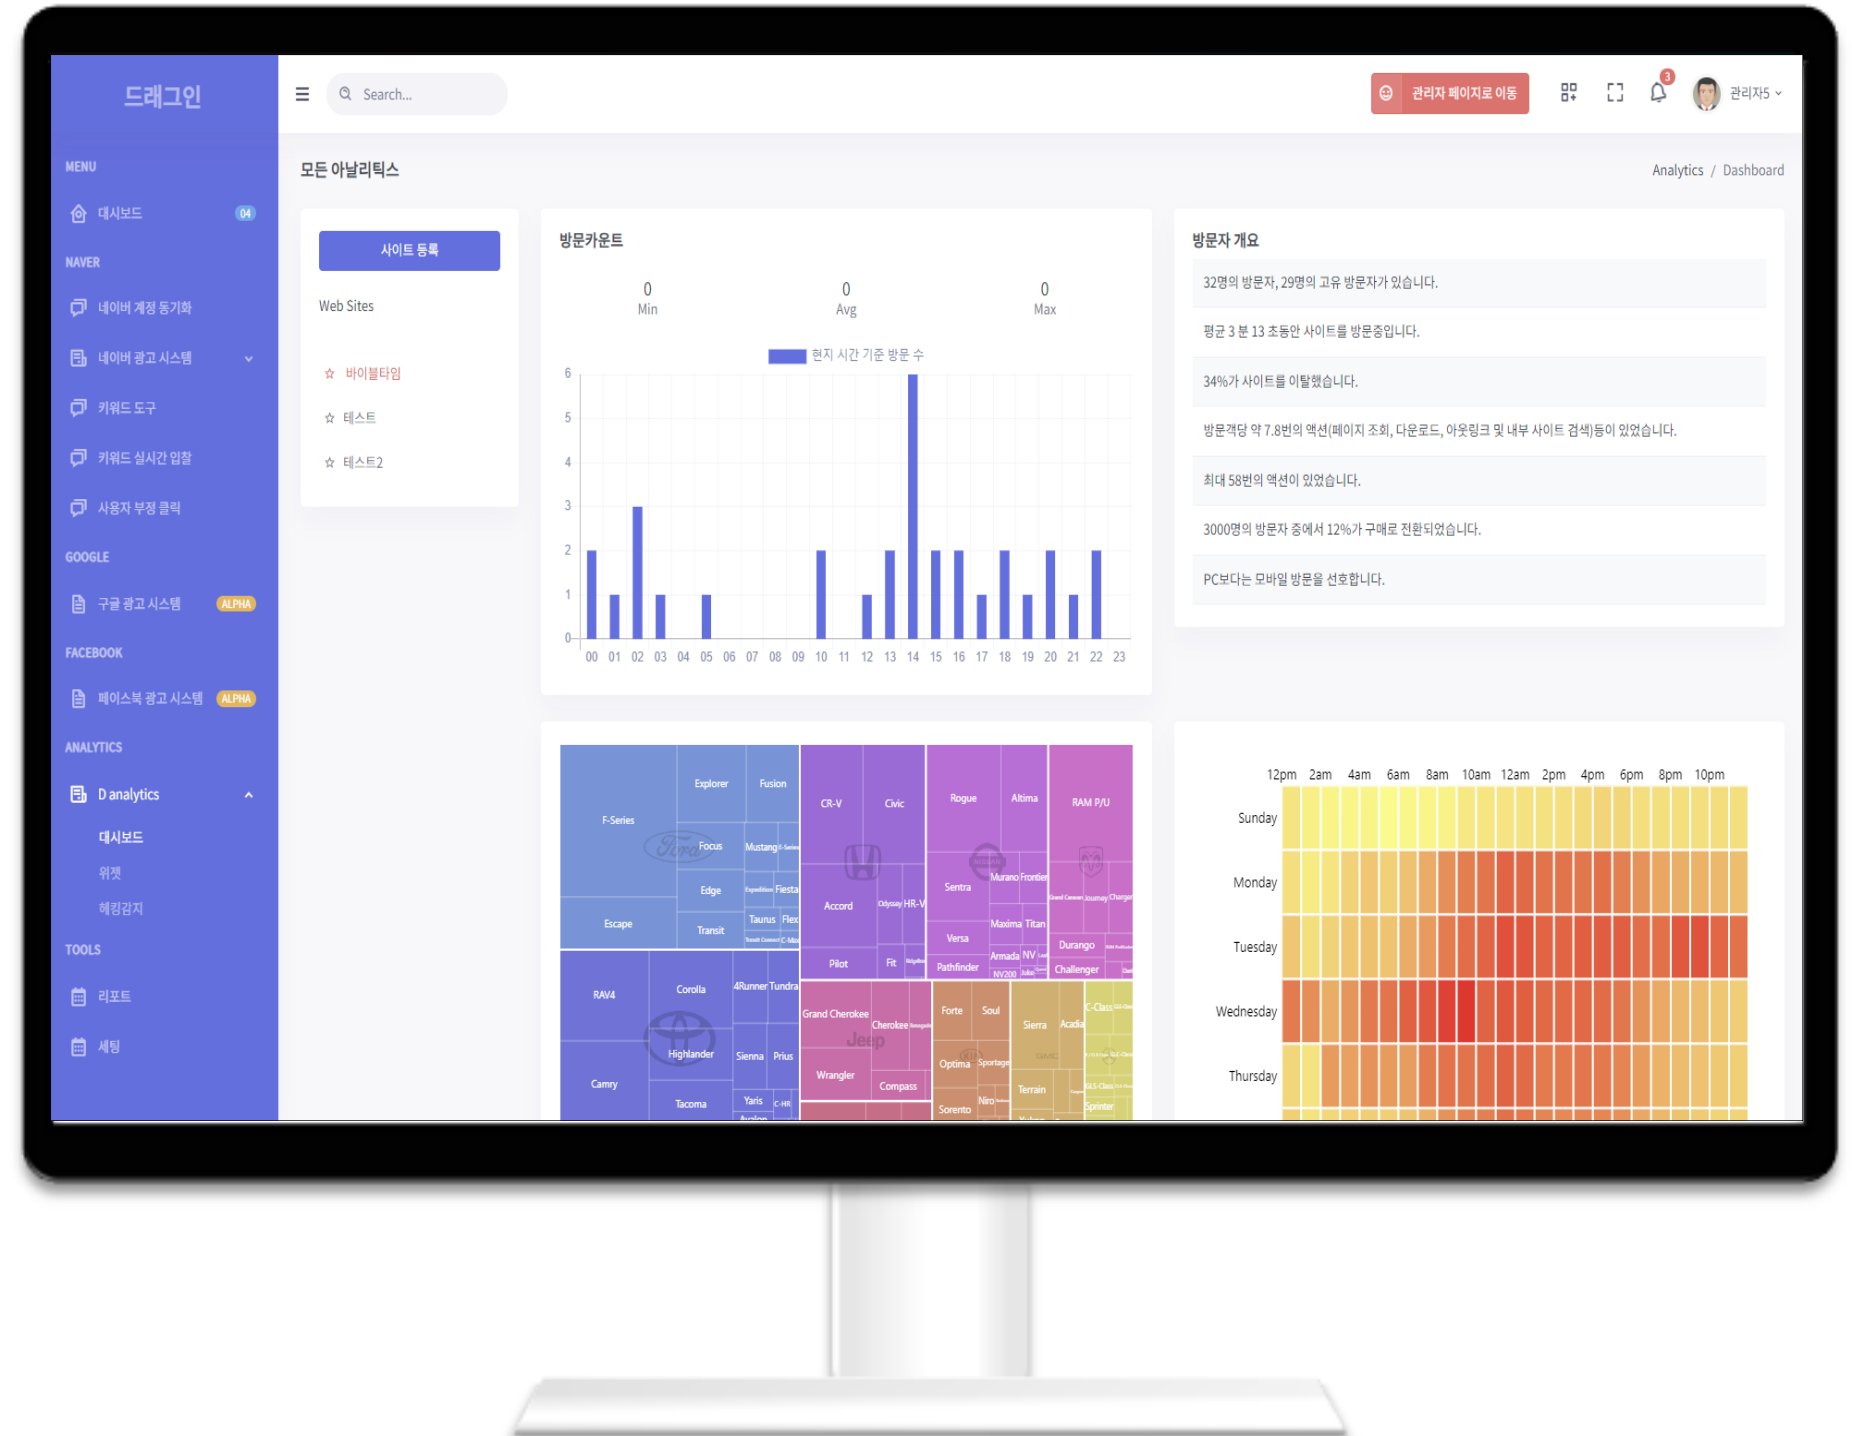 드래그인
Search...
관리자 페이지로 이동
3
관리자5
MENU
대시보드 04
NAVER
네이버 계정 동기화
네이버 광고 시스템
키워드 도구
키워드 실시간 입찰
사용자 부정 클릭
GOOGLE
구글 광고 시스템 ALPHA
FACEBOOK
페이스북 광고 시스템 ALPHA
ANALYTICS
D analytics
대시보드
위젯
해킹감지
TOOLS
리포트
세팅
모든 아날리틱스
Analytics / Dashboard
사이트 등록
Web Sites
바이블타임
테스트
테스트2
방문카운트
0 0 0
Min Avg Max
현지 시간 기준 방문 수
6
5
4
3
2
1
0
00 01 02 03 04 05 06 07 08 09 10 11 12 13 14 15 16 17 18 19 20 21 22 23
방문자 개요
32명의 방문자, 29명의 고유 방문자가 있습니다.
평균 3 분 13 초동안 사이트를 방문중입니다.
34%가 사이트를 이탈했습니다.
방문객당 약 7.8번의 액션(페이지 조회, 다운로드, 아웃링크 및 내부 사이트 검색)등이 있었습니다.
최대 58번의 액션이 있었습니다.
3000명의 방문자 중에서 12%가 구매로 전환되었습니다.
PC보다는 모바일 방문을 선호합니다.
F-Series
Escape
Explorer
Fusion
Ford
Focus
Mustang
E-Series
Edge
Expedition
Fiesta
Transit
Taurus
Flex
Transit Connect
C-Max
CR-V
Civic
Accord
Odyssey
HR-V
Pilot
Fit
Ridgeline
Rogue
Altima
NISSAN
Sentra
Murano
Frontier
Versa
Maxima
Titan
Pathfinder
Armada
NV
NV200
Juke
RAM P/U
Grand Caravan
Journey
Charger
Durango
Challenger
RAV4
Camry
Corolla
4Runner
Tundra
Highlander
Sienna
Prius
Tacoma
Yaris
C-HR
Avalon
Grand Cherokee
Cherokee
Renegade
Jeep
Wrangler
Compass
Forte
Soul
Optima
Sportage
KIA
Sorento
Niro
Sierra
Acadia
GMC
Terrain
Yukon
C-Class
GLS-Class
Sprinter
12pm 2am 4am 6am 8am 10am 12am 2pm 4pm 6pm 8pm 10pm
Sunday
Monday
Tuesday
Wednesday
Thursday